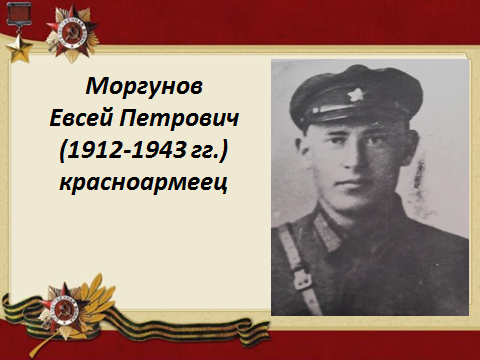 Моргунов
Евсей Петрович
(1912-1943 гг.)
красноармеец